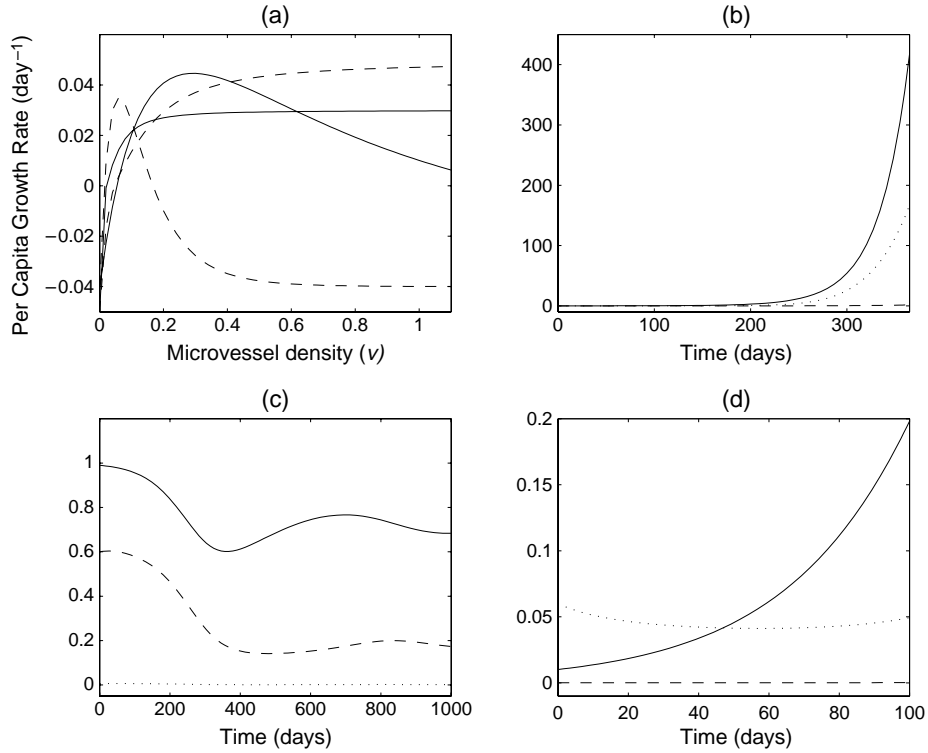 (a)
Per Capita Growth Rate (day⁻¹)
0.04
0.02
0
−0.02
−0.04
0 0.2 0.4 0.6 0.8 1
Microvessel density (v)
(b)
400
300
200
100
0
0 100 200 300
Time (days)
(c)
1
0.8
0.6
0.4
0.2
0
0 200 400 600 800 1000
Time (days)
(d)
0.2
0.15
0.1
0.05
0
0 20 40 60 80 100
Time (days)